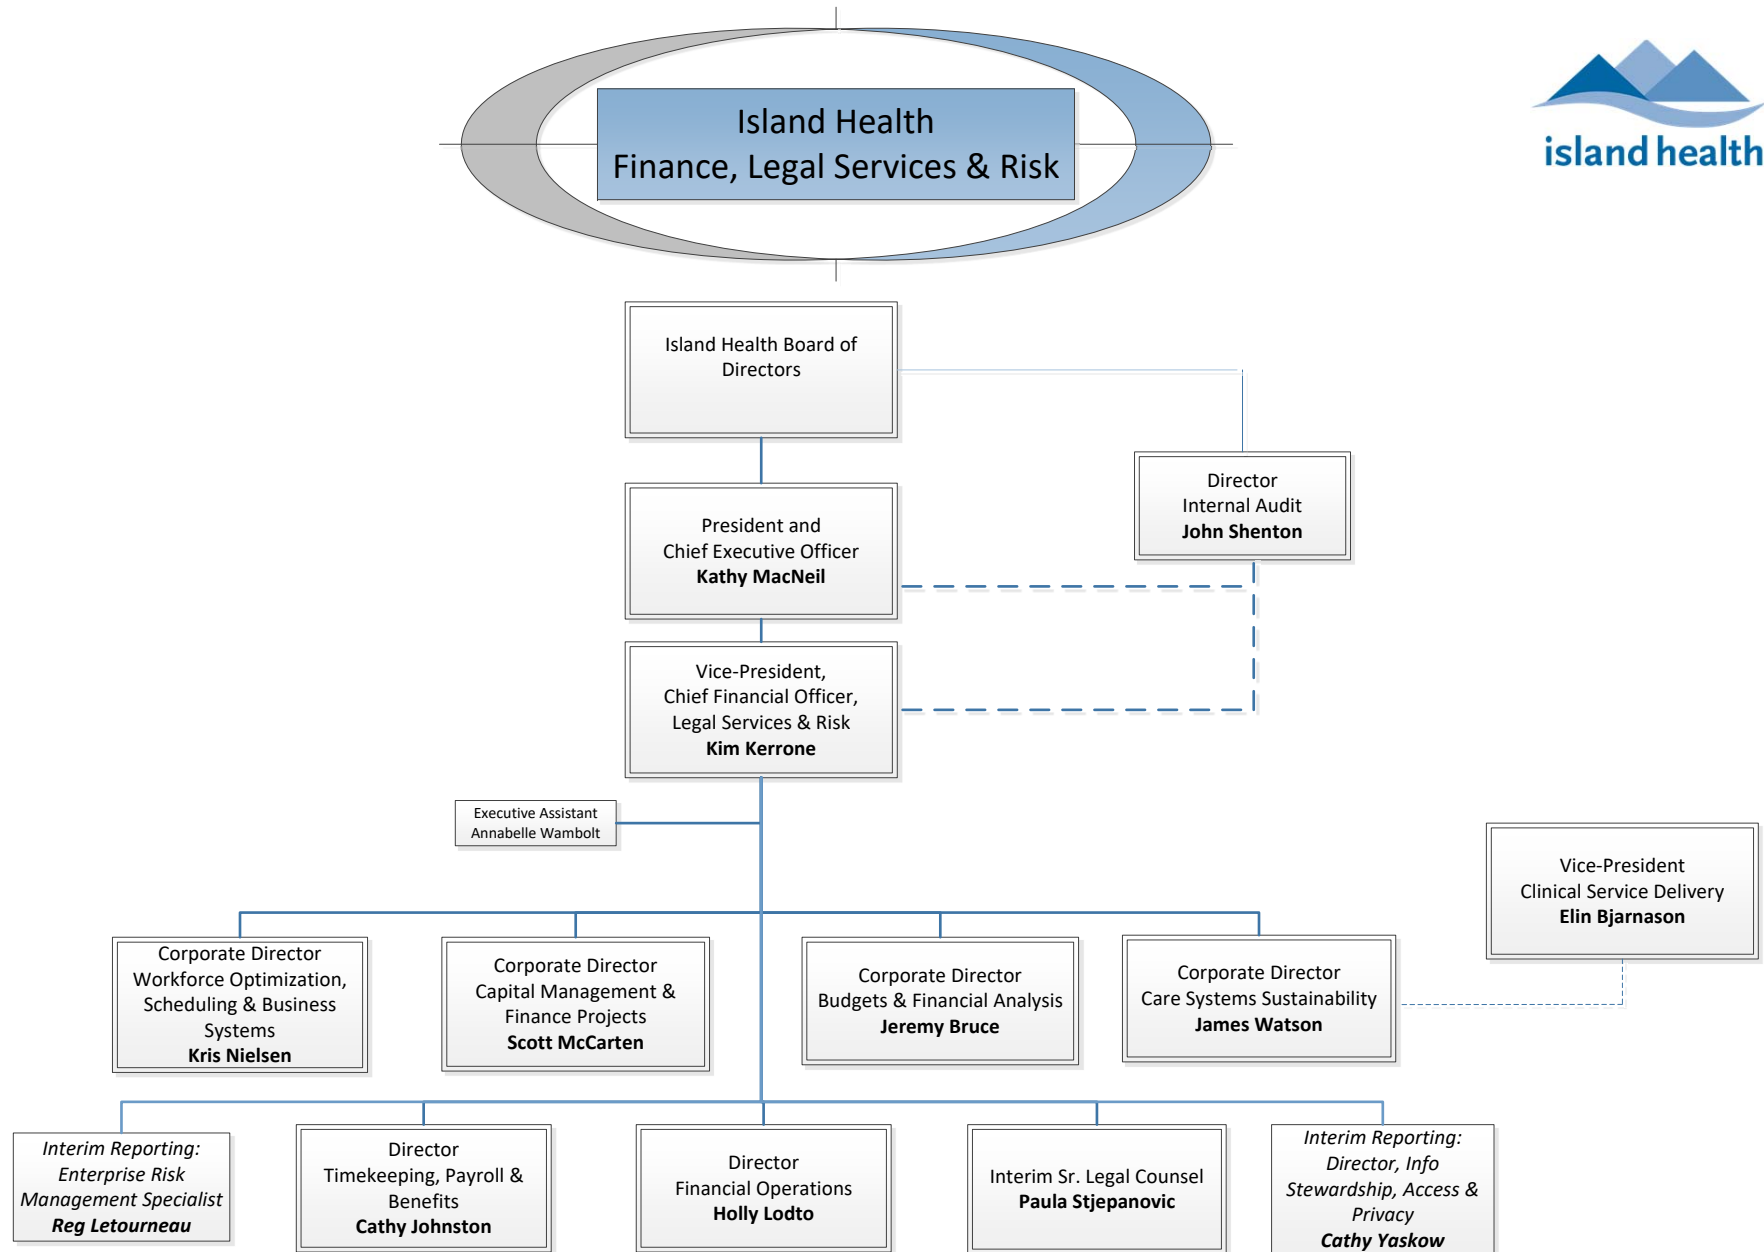 Island Health
Finance, Legal Services & Risk
island health
Island Health Board of
Directors
Director
Internal Audit
John Shenton
President and
Chief Executive Officer
Kathy MacNeil
Vice-President,
Chief Financial Officer,
Legal Services & Risk
Kim Kerrone
Executive Assistant
Annabelle Wambolt
Vice-President
Clinical Service Delivery
Elin Bjarnason
Corporate Director
Workforce Optimization,
Scheduling & Business
Systems
Kris Nielsen
Corporate Director
Capital Management &
Finance Projects
Scott McCarten
Corporate Director
Budgets & Financial Analysis
Jeremy Bruce
Corporate Director
Care Systems Sustainability
James Watson
Interim Reporting:
Enterprise Risk
Management Specialist
Reg Letourneau
Director
Timekeeping, Payroll &
Benefits
Cathy Johnston
Director
Financial Operations
Holly Lodto
Interim Sr. Legal Counsel
Paula Stjepanovic
Interim Reporting:
Director, Info
Stewardship, Access &
Privacy
Cathy Yaskow